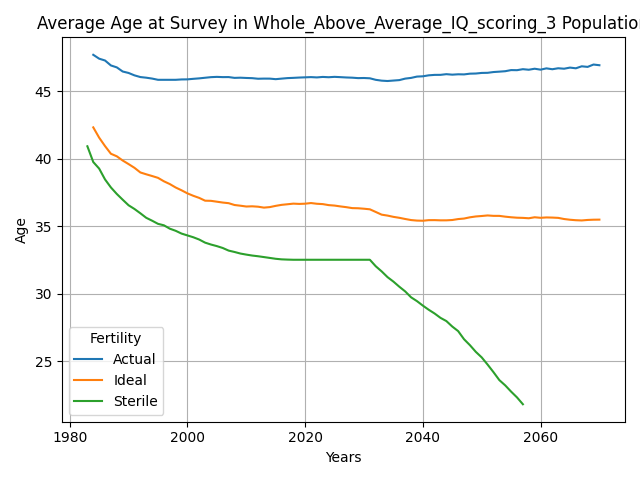 Average Age at Survey in Whole_Above_Average_IQ_scoring_3 Population
45
40
35
30
25
Age
Fertility
Actual
Ideal
Sterile
1980
2000
2020
2040
2060
Years